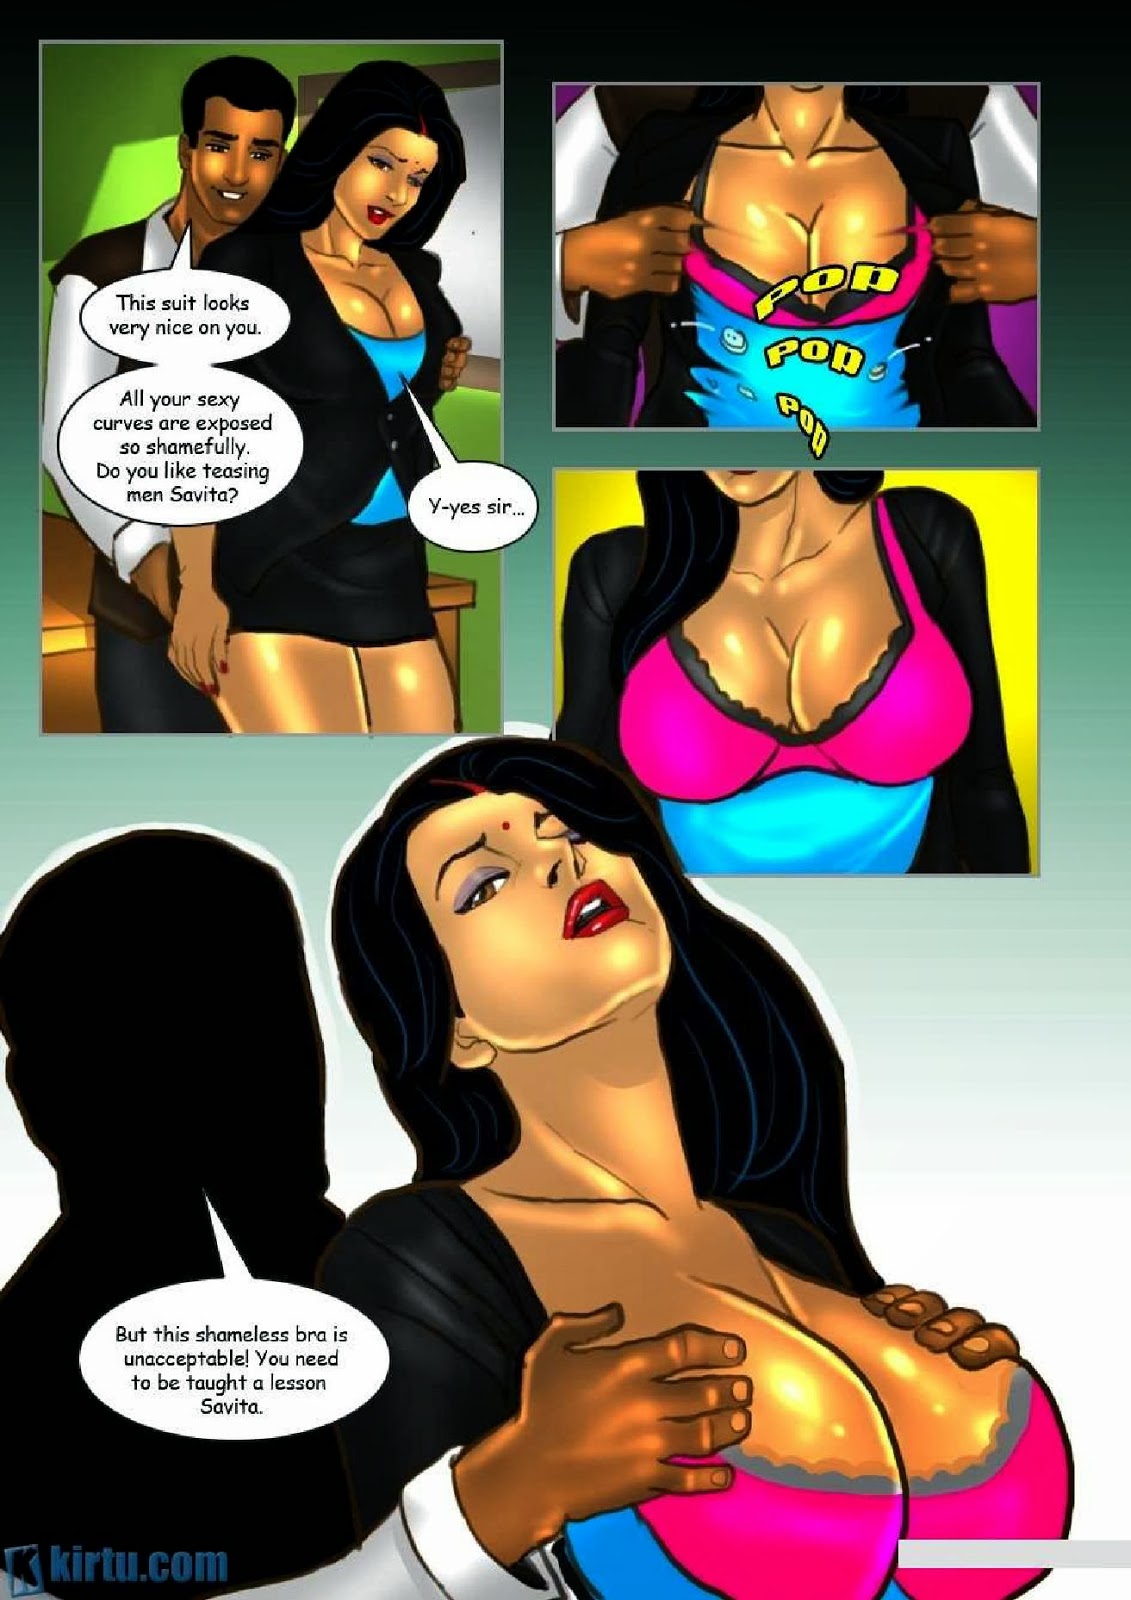 This suit looks
very nice on you.
All your sexy
curves are exposed
so shamefully.
Do you like teasing
men Savita?
Y-yes sir...
POP
POP
POP
But this shameless bra is
unacceptable! You need
to be taught a lesson
Savita.
K kirtu.com